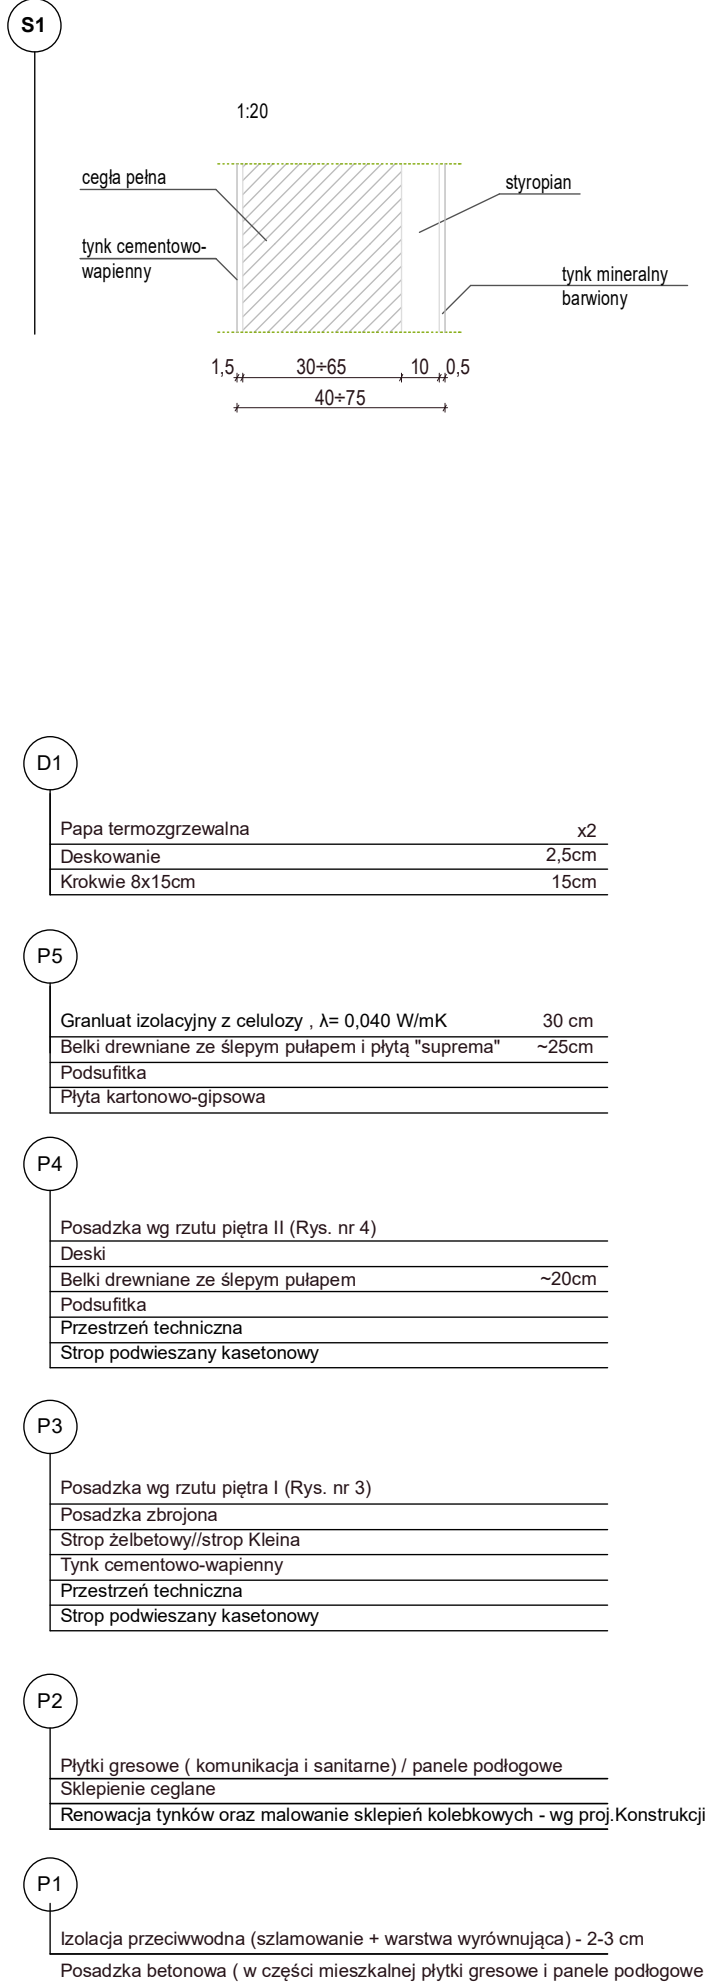 S1
1:20
cegła pełna
styropian
tynk cementowo-
wapienny
tynk mineralny
barwiony
1,5 30÷65 10 0,5
40÷75
D1
Papa termozgrzewalna x2
Deskowanie 2,5cm
Krokwie 8x15cm 15cm
P5
Granluat izolacyjny z celulozy , λ= 0,040 W/mK 30 cm
Belki drewniane ze ślepym pułapem i płytą "suprema" ~25cm
Podsufitka
Płyta kartonowo-gipsowa
P4
Posadzka wg rzutu piętra II (Rys. nr 4)
Deski
Belki drewniane ze ślepym pułapem ~20cm
Podsufitka
Przestrzeń techniczna
Strop podwieszany kasetonowy
P3
Posadzka wg rzutu piętra I (Rys. nr 3)
Posadzka zbrojona
Strop żelbetowy//strop Kleina
Tynk cementowo-wapienny
Przestrzeń techniczna
Strop podwieszany kasetonowy
P2
Płytki gresowe ( komunikacja i sanitarne) / panele podłogowe
Sklepienie ceglane
Renowacja tynków oraz malowanie sklepień kolebkowych - wg proj.Konstrukcji
P1
Izolacja przeciwwodna (szlamowanie + warstwa wyrównująca) - 2-3 cm
Posadzka betonowa ( w części mieszkalnej płytki gresowe i panele podłogowe